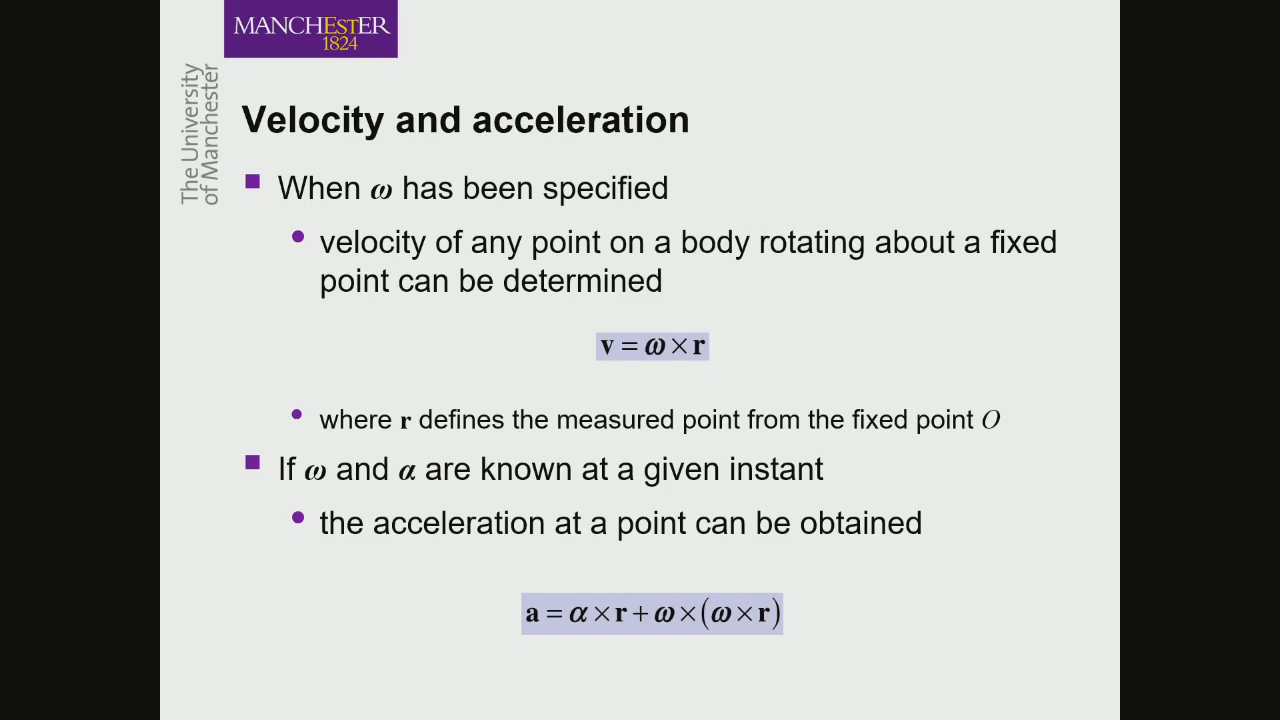 MANCHESTER
1824
The University
of Manchester
Velocity and acceleration
When ω has been specified
velocity of any point on a body rotating about a fixed
point can be determined
v = ω × r
where r defines the measured point from the fixed point O
If ω and α are known at a given instant
the acceleration at a point can be obtained
a = α × r + ω × (ω × r)